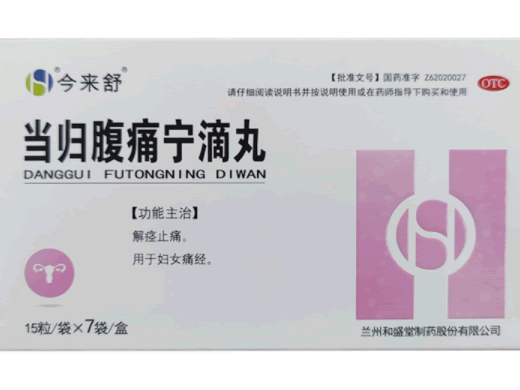 今来舒®
【批准文号】国药准字 Z62020027
请仔细阅读说明书并按说明使用或在药师指导下购买和使用
OTC
当归腹痛宁滴丸
DANGGUI FUTONGNING DIWAN
【功能主治】
解痉止痛。
用于妇女痛经。
15粒/袋×7袋/盒
兰州和盛堂制药股份有限公司